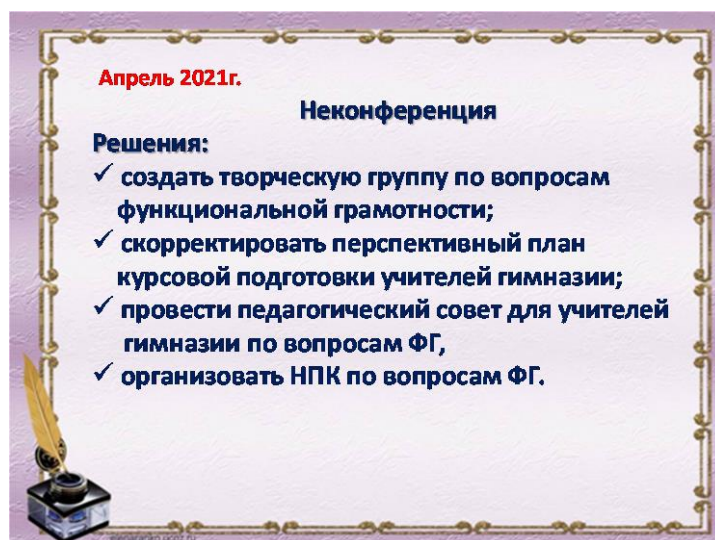 Апрель 2021г.
Неконференция
Решения:
✓ создать творческую группу по вопросам
функциональной грамотности;
✓ скорректировать перспективный план
курсовой подготовки учителей гимназии;
✓ провести педагогический совет для учителей
гимназии по вопросам ФГ,
✓ организовать НПК по вопросам ФГ.